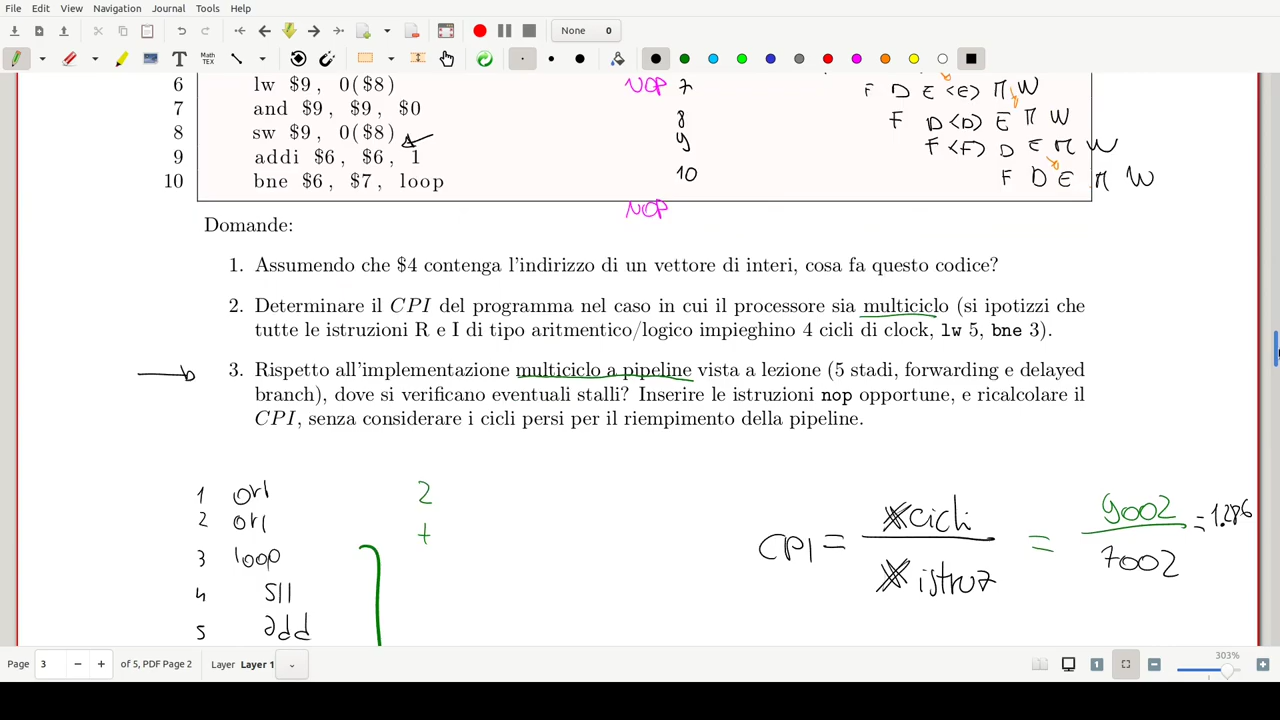 File Edit View Navigation Journal Tools Help
None 0
6 lw $9, 0($8) NOP 7 F D E <E> M W
7 and $9, $9, $0 8 F D <D> E M W
8 sw $9, 0($8) 9 F <F> D E M W
9 addi $6, $6, 1
10 bne $6, $7, loop 10 F D E M W
NOP
Domande:
1. Assumendo che $4 contenga l'indirizzo di un vettore di interi, cosa fa questo codice?
2. Determinare il CPI del programma nel caso in cui il processore sia multiciclo (si ipotizzi che
tutte le istruzioni R e I di tipo aritmentico/logico impieghino 4 cicli di clock, lw 5, bne 3).
3. Rispetto all'implementazione multiciclo a pipeline vista a lezione (5 stadi, forwarding e delayed
branch), dove si verificano eventuali stalli? Inserire le istruzioni nop opportune, e ricalcolare il
CPI, senza considerare i cicli persi per il riempimento della pipeline.
1 ori 2
2 ori +
3 loop
4 sll
5 add
CPI = #cicli / #istruz = 9002 / 7002 = 1.286
Page 3 of 5, PDF Page 2 Layer Layer 1 303%